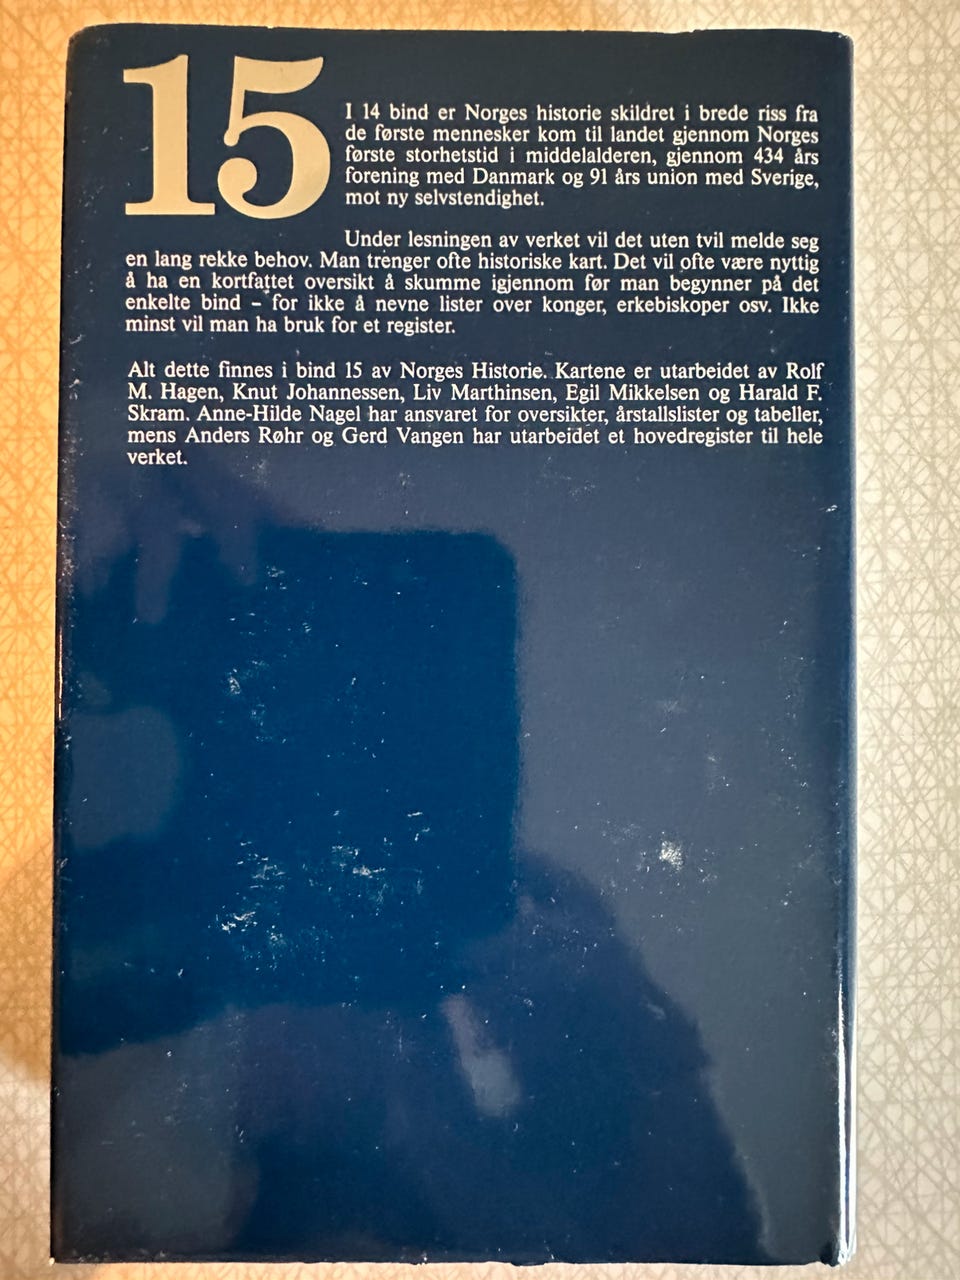 15
I 14 bind er Norges historie skildret i brede riss fra
de første mennesker kom til landet gjennom Norges
første storhetstid i middelalderen, gjennom 434 års
forening med Danmark og 91 års union med Sverige,
mot ny selvstendighet.
Under lesningen av verket vil det uten tvil melde seg
en lang rekke behov. Man trenger ofte historiske kart. Det vil ofte være nyttig
å ha en kortfattet oversikt å skumme igjennom før man begynner på det
enkelte bind – for ikke å nevne lister over konger, erkebiskoper osv. Ikke
minst vil man ha bruk for et register.
Alt dette finnes i bind 15 av Norges Historie. Kartene er utarbeidet av Rolf
M. Hagen, Knut Johannessen, Liv Marthinsen, Egil Mikkelsen og Harald F.
Skram. Anne-Hilde Nagel har ansvaret for oversikter, årstallslister og tabeller,
mens Anders Røhr og Gerd Vangen har utarbeidet et hovedregister til hele
verket.